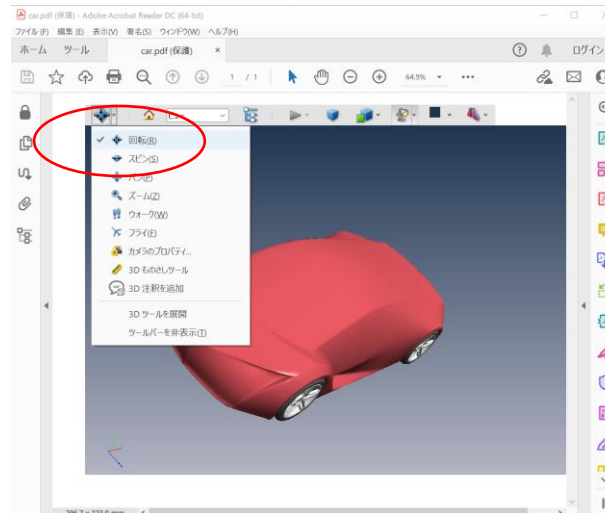 car.pdf (保護) - Adobe Acrobat Reader DC (64-bit)
ファイル(F) 編集(E) 表示(V) 署名(S) ウィンドウ(W) ヘルプ(H)
ホーム ツール car.pdf (保護) × ログイン
1 / 1 64.9%
回転(R)
スピン(S)
パン(P)
ズーム(Z)
ウォーク(W)
フライ(F)
カメラのプロパティ...
3D ものさしツール
3D 注釈を追加
3D ツールを展開
ツールバーを非表示(T)